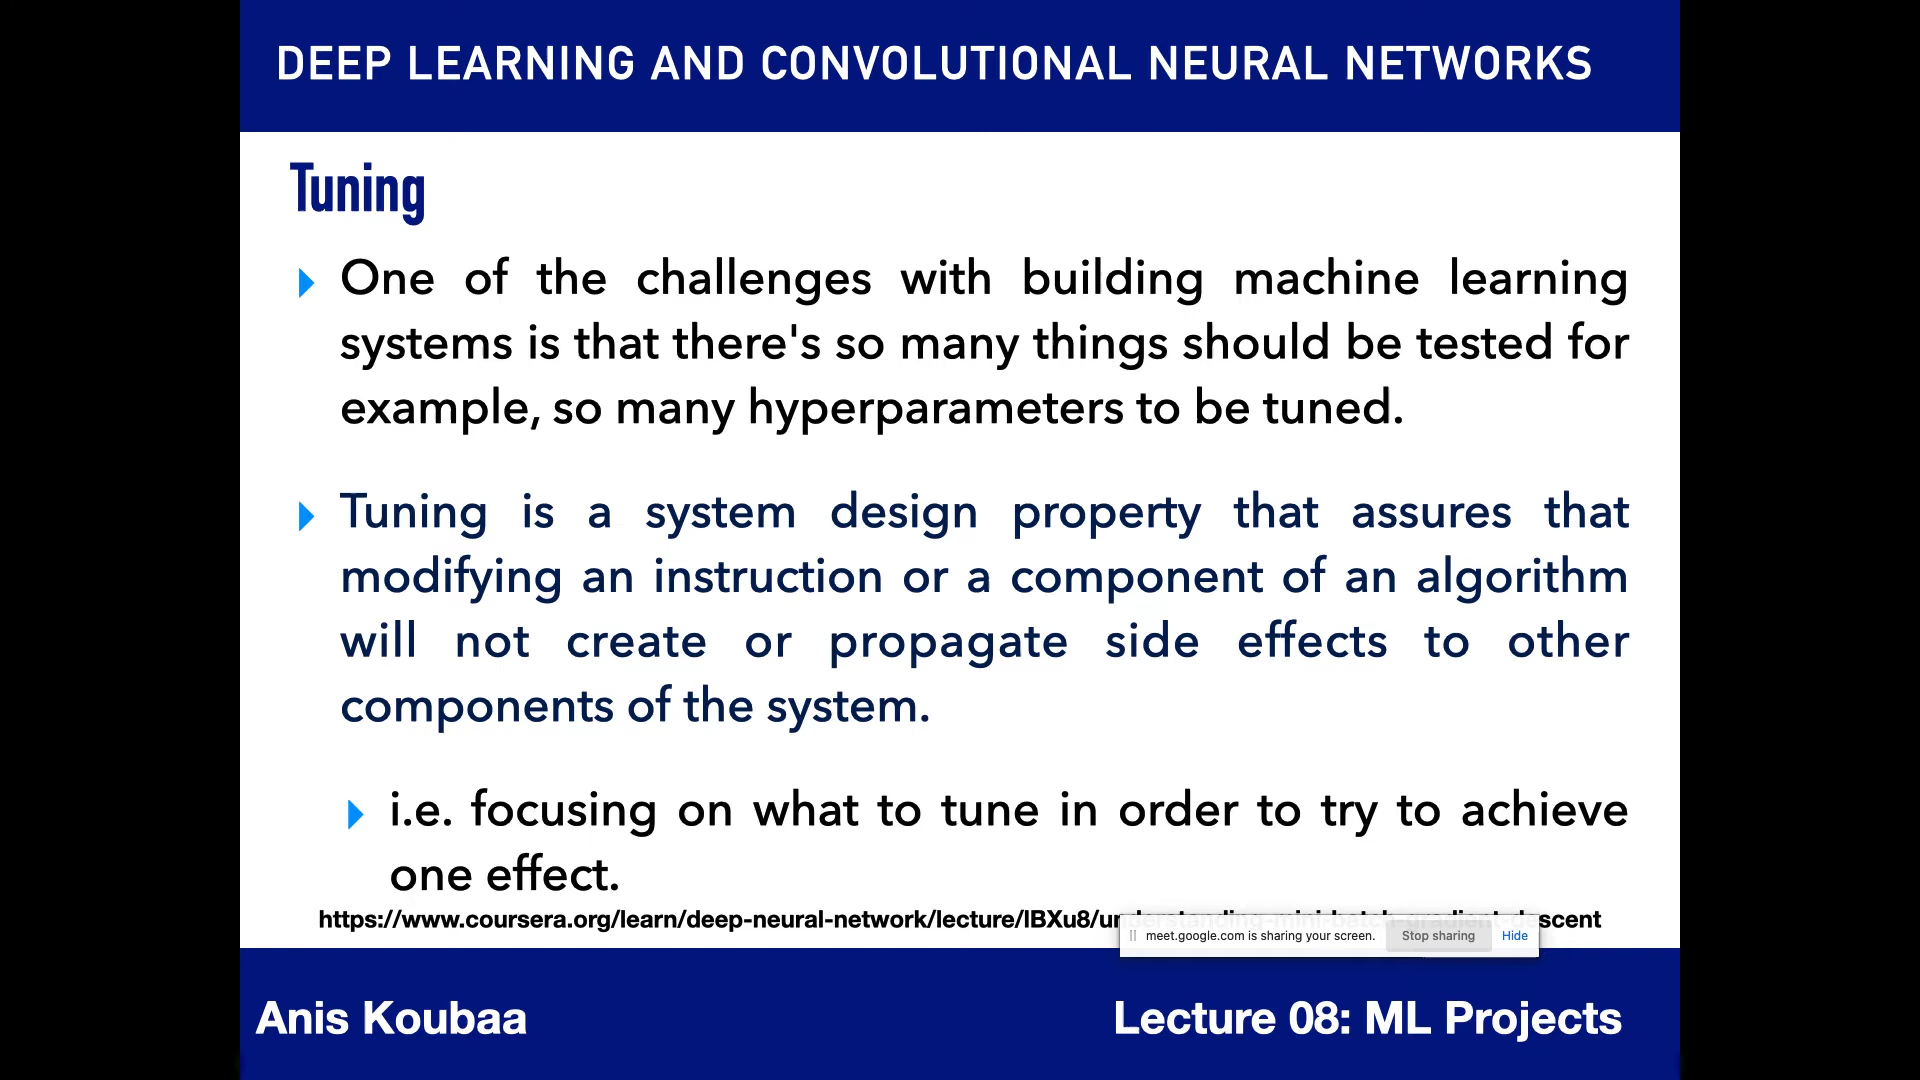 DEEP LEARNING AND CONVOLUTIONAL NEURAL NETWORKS
Tuning
One of the challenges with building machine learning
systems is that there's so many things should be tested for
example, so many hyperparameters to be tuned.
Tuning is a system design property that assures that
modifying an instruction or a component of an algorithm
will not create or propagate side effects to other
components of the system.
i.e. focusing on what to tune in order to try to achieve
one effect.
https://www.coursera.org/learn/deep-neural-network/lecture/lBXu8/understanding-mini-batch-gradient-descent
meet.google.com is sharing your screen. Stop sharing Hide
Anis Koubaa
Lecture 08: ML Projects